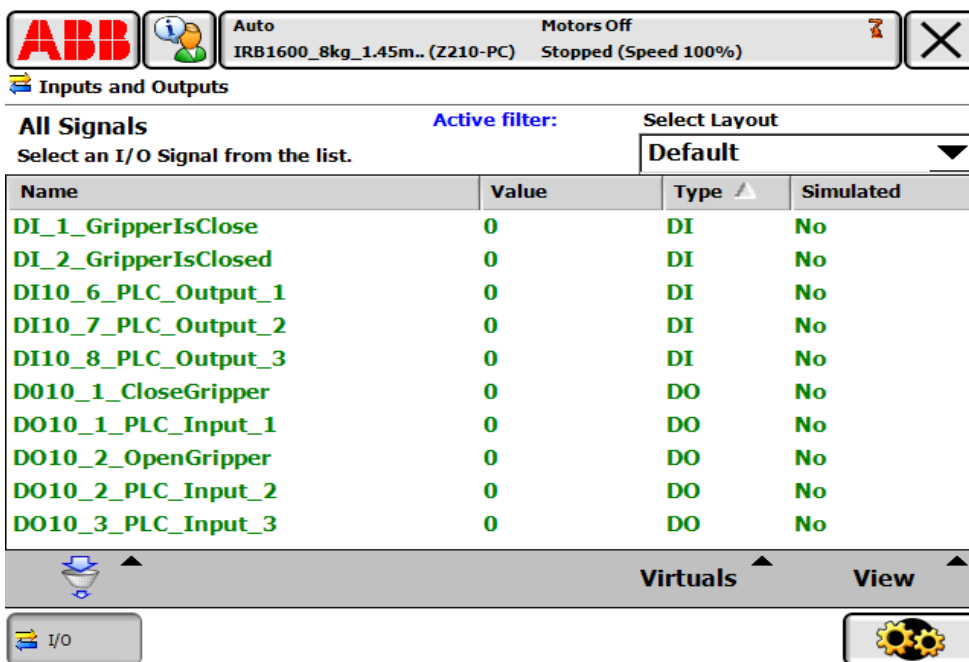 ABB
Auto
IRB1600_8kg_1.45m.. (Z210-PC)
Motors Off
Stopped (Speed 100%)
Inputs and Outputs
All Signals
Select an I/O Signal from the list.
Active filter:
Select Layout
Default
Name Value Type Simulated
DI_1_GripperIsClose 0 DI No
DI_2_GripperIsClosed 0 DI No
DI10_6_PLC_Output_1 0 DI No
DI10_7_PLC_Output_2 0 DI No
DI10_8_PLC_Output_3 0 DI No
D010_1_CloseGripper 0 DO No
DO10_1_PLC_Input_1 0 DO No
DO10_2_OpenGripper 0 DO No
DO10_2_PLC_Input_2 0 DO No
DO10_3_PLC_Input_3 0 DO No
Virtuals View
I/O